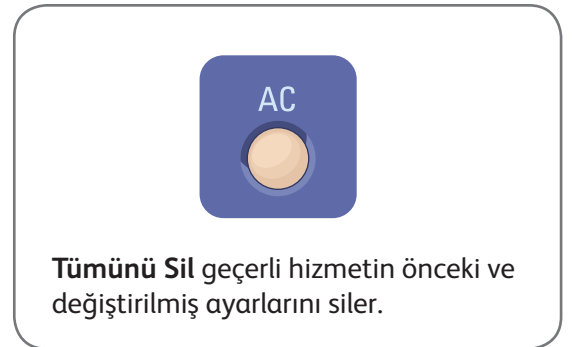 AC
Tümünü Sil geçerli hizmetin önceki ve
değiştirilmiş ayarlarını siler.